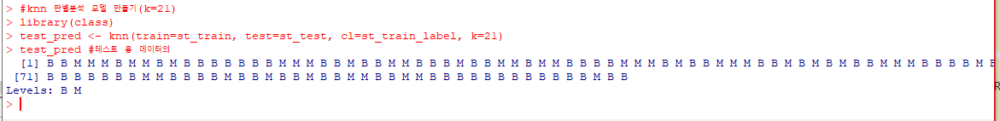 > #knn 판별분석 모델 만들기(k=21)
> library(class)
> test_pred <- knn(train=st_train, test=st_test, cl=st_train_label, k=21)
> test_pred #테스트 용 데이터의
[1] B B M M M B M M B M B B B B B B B M M M B B M B B M M B B B M B B M M B M M B B B B M M M B M B B M M M B B M B M B M B B M M M B B B B M B
[71] B B B B B B B M M B B B B M B B M B B M B B M M B B M M B B B B B B B B B B B B M B B
Levels: B M
>
R